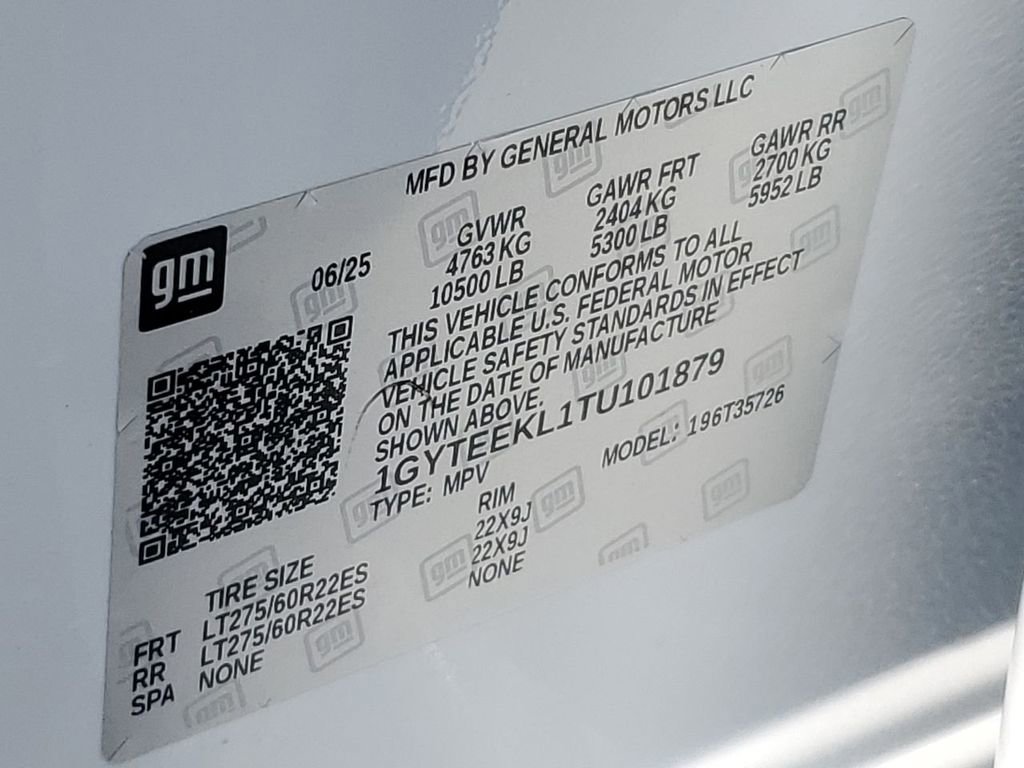 MFD BY GENERAL MOTORS LLC
gm
06/25
GVWR
4763 KG
10500 LB
GAWR FRT
2404 KG
5300 LB
GAWR RR
2700 KG
5952 LB
THIS VEHICLE CONFORMS TO ALL
APPLICABLE U.S. FEDERAL MOTOR
VEHICLE SAFETY STANDARDS IN EFFECT
ON THE DATE OF MANUFACTURE
SHOWN ABOVE.
1GYTEEKL1TU101879
TYPE: MPV
MODEL: 196T35726
TIRE SIZE RIM
FRT LT275/60R22ES 22X9J
RR LT275/60R22ES 22X9J
SPA NONE NONE